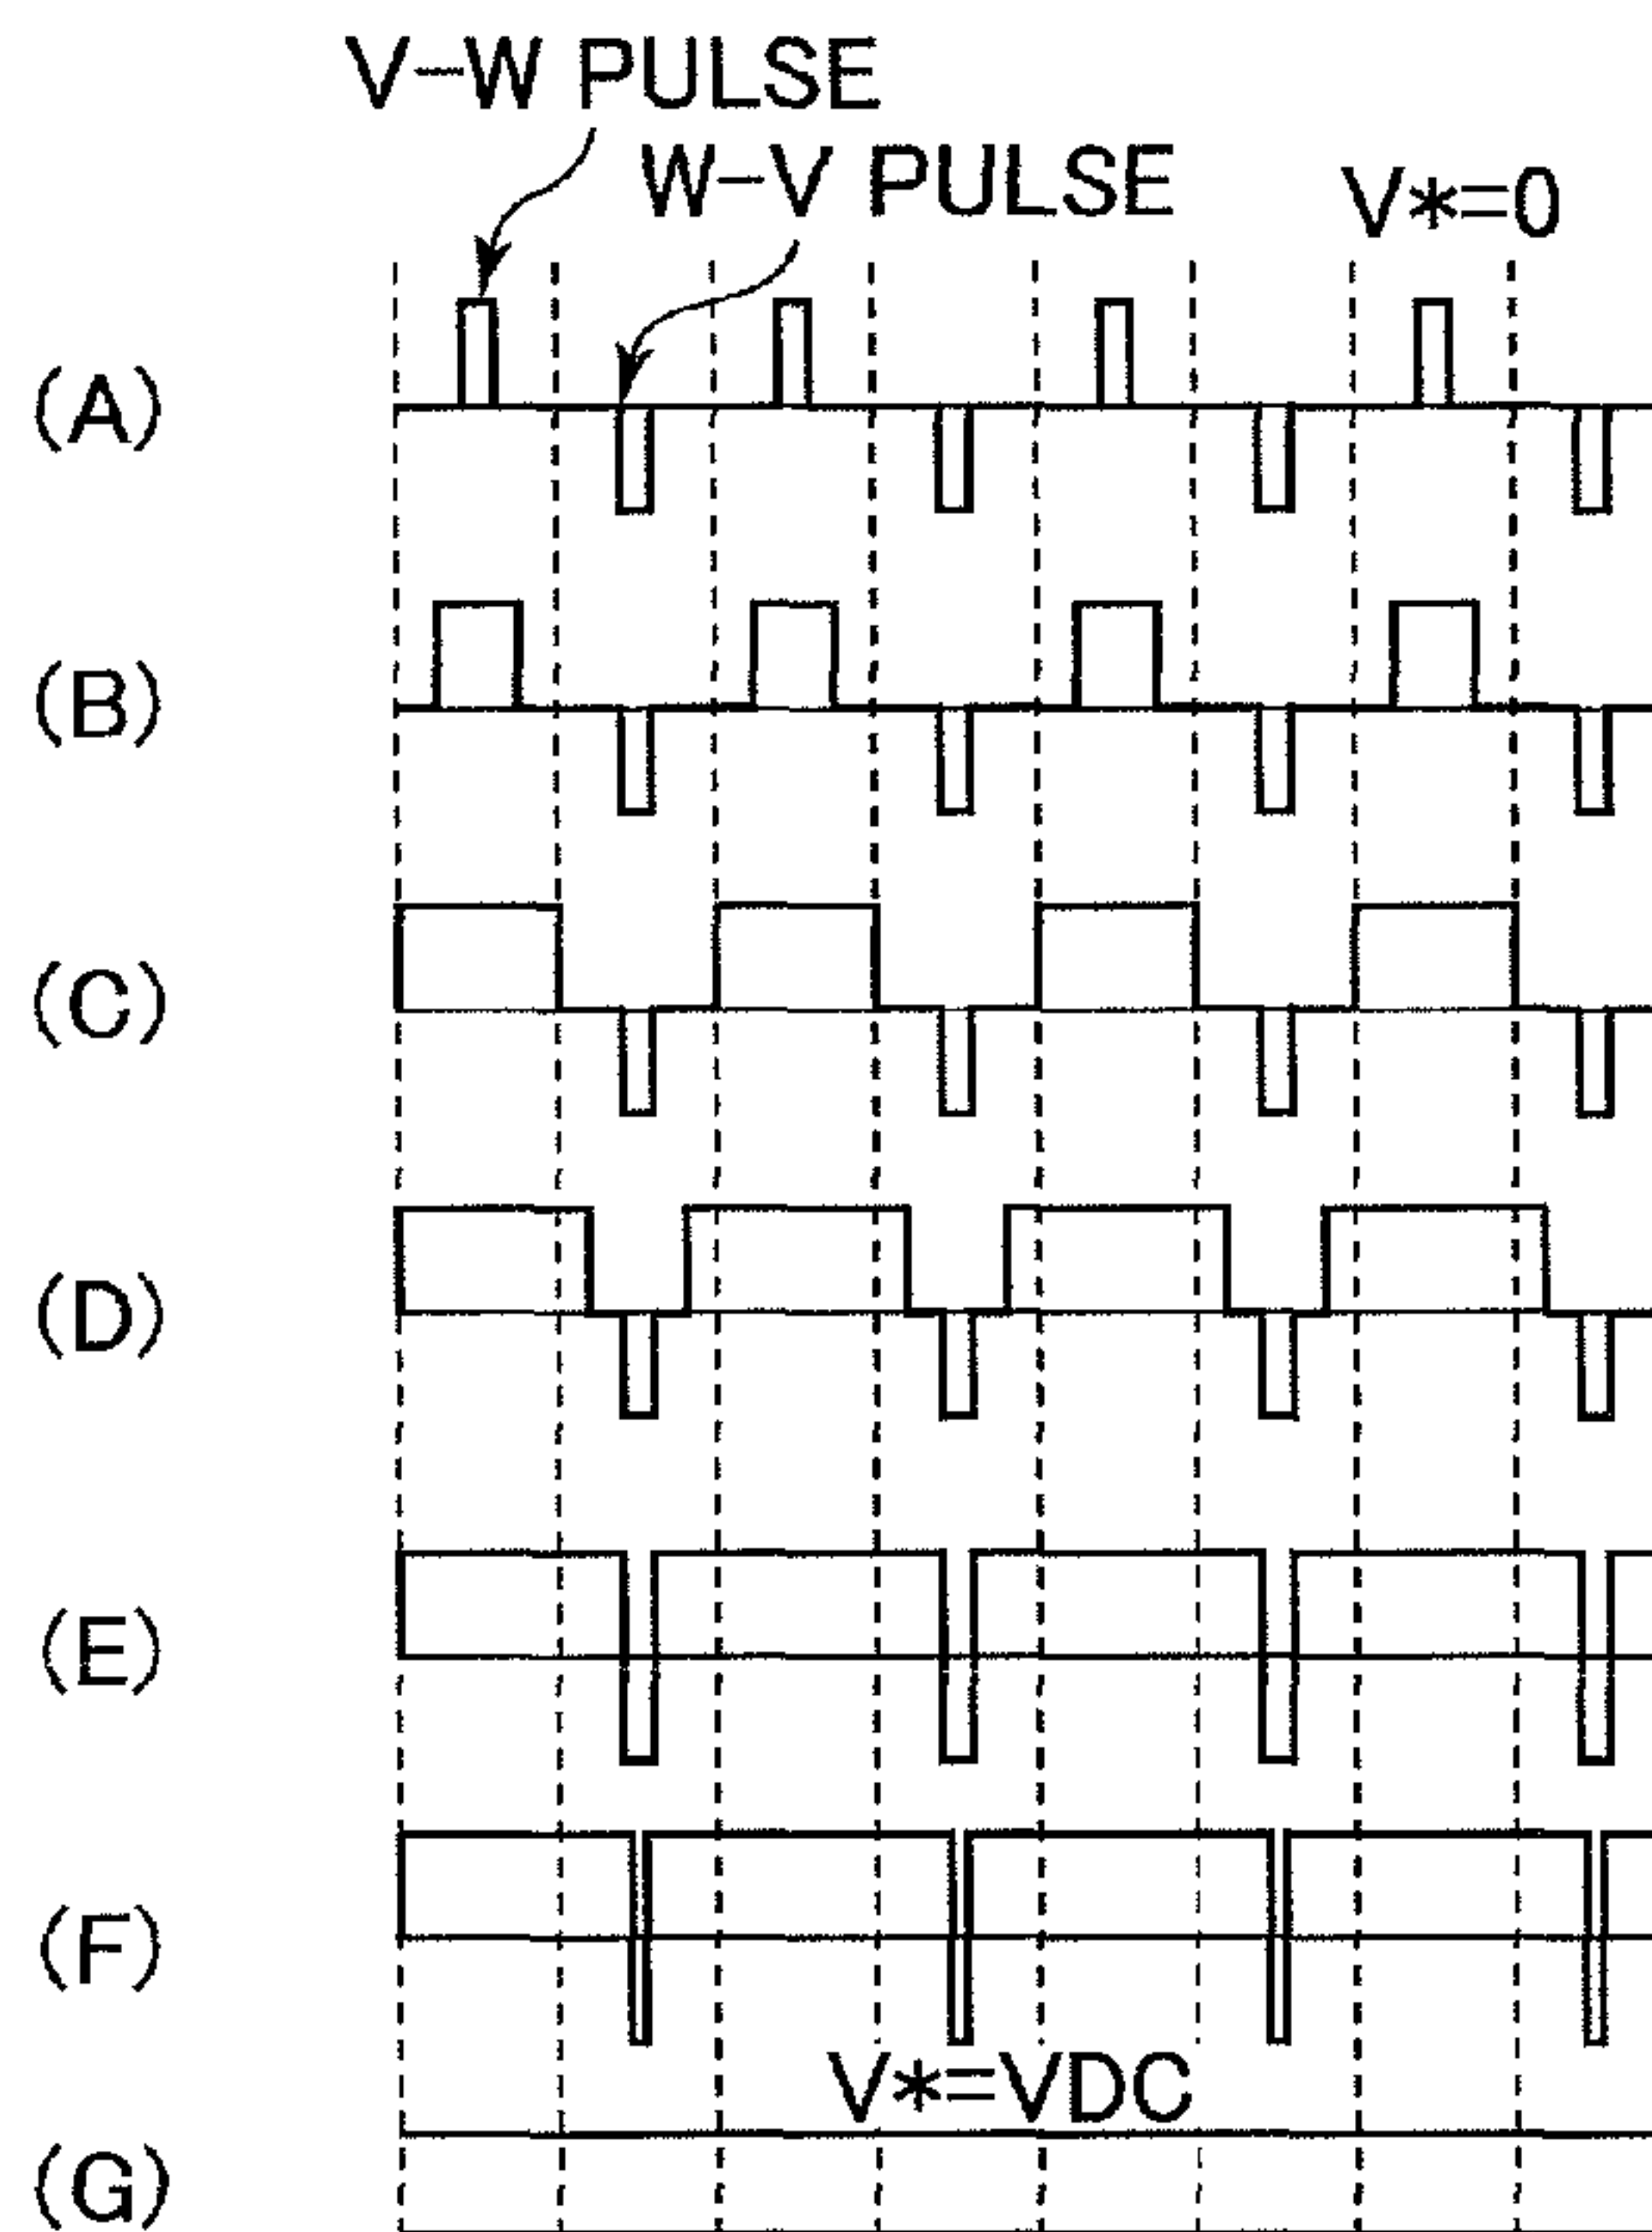 V-W PULSE
W-V PULSE
V*=0
(A)
(B)
(C)
(D)
(E)
(F)
V*=VDC
(G)